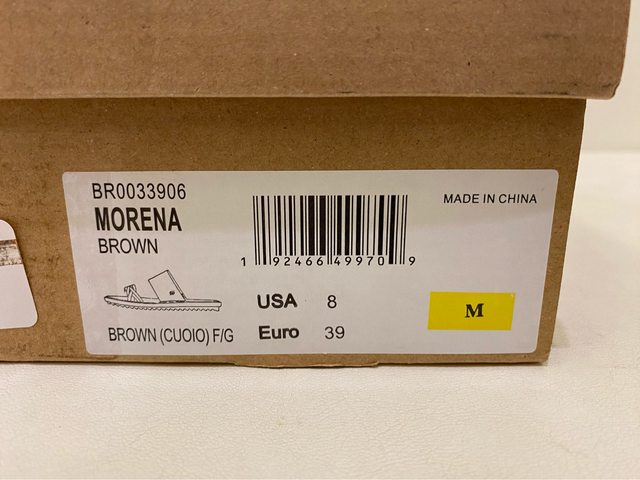 BR0033906
MORENA
BROWN
MADE IN CHINA
1 92466 49970 9
USA 8
Euro 39
M
BROWN (CUOIO) F/G